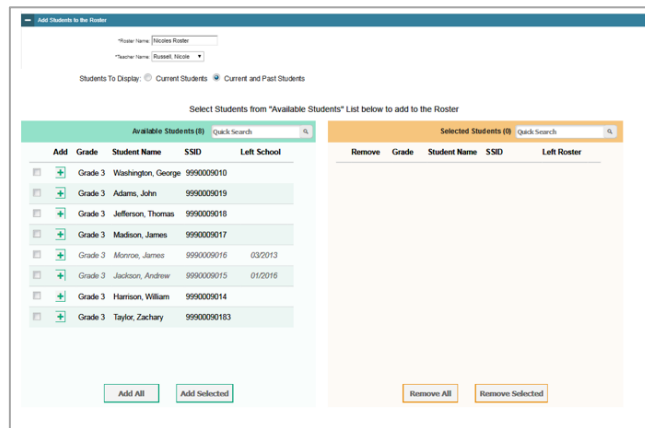 Add Students to the Roster
*Roster Name: Nicoles Roster
*Teacher Name: Russell, Nicole
Students To Display: Current Students Current and Past Students
Select Students from "Available Students" List below to add to the Roster
Available Students (8) Quick Search
Add Grade Student Name SSID Left School
Grade 3 Washington, George 9990009010
Grade 3 Adams, John 9990009019
Grade 3 Jefferson, Thomas 9990009018
Grade 3 Madison, James 9990009017
Grade 3 Monroe, James 9990009016 03/2013
Grade 3 Jackson, Andrew 9990009015 01/2016
Grade 3 Harrison, William 9990009014
Grade 3 Taylor, Zachary 99900090183
Add All Add Selected
Selected Students (0) Quick Search
Remove Grade Student Name SSID Left Roster
Remove All Remove Selected